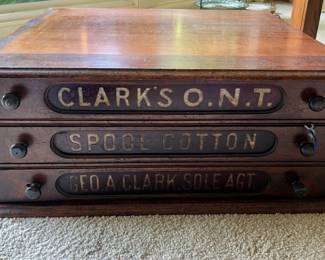 CLARK'S O.N.T.
SPOOL COTTON
GEO. A. CLARK SOLE AGT.